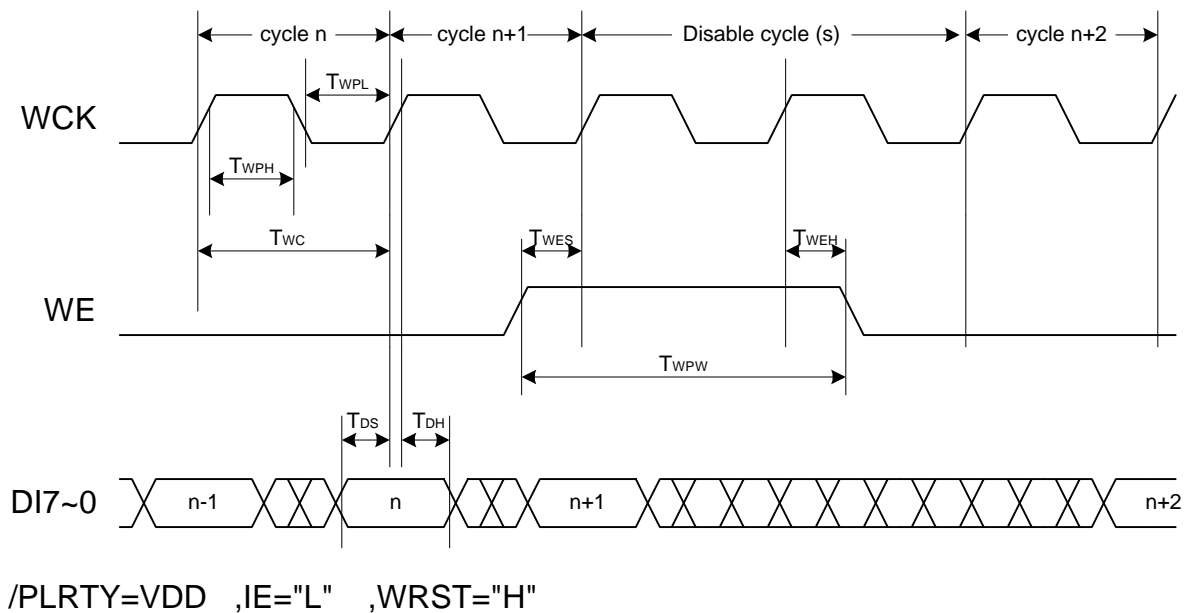 cycle n cycle n+1 Disable cycle (s) cycle n+2
TWPL
WCK
TWPH
TWC TWES TWEH
WE
TWPW
TDS TDH
DI7~0 n-1 n n+1 n+2
/PLRTY=VDD ,IE="L" ,WRST="H"